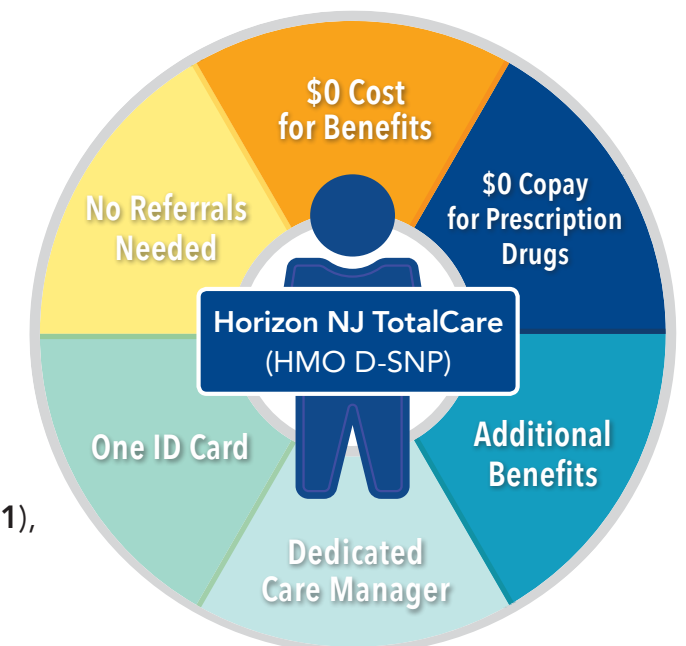 $0 Cost
for Benefits
$0 Copay
for Prescription
Drugs
No Referrals
Needed
Horizon NJ TotalCare
(HMO D-SNP)
One ID Card
Additional
Benefits
1),
Dedicated
Care Manager